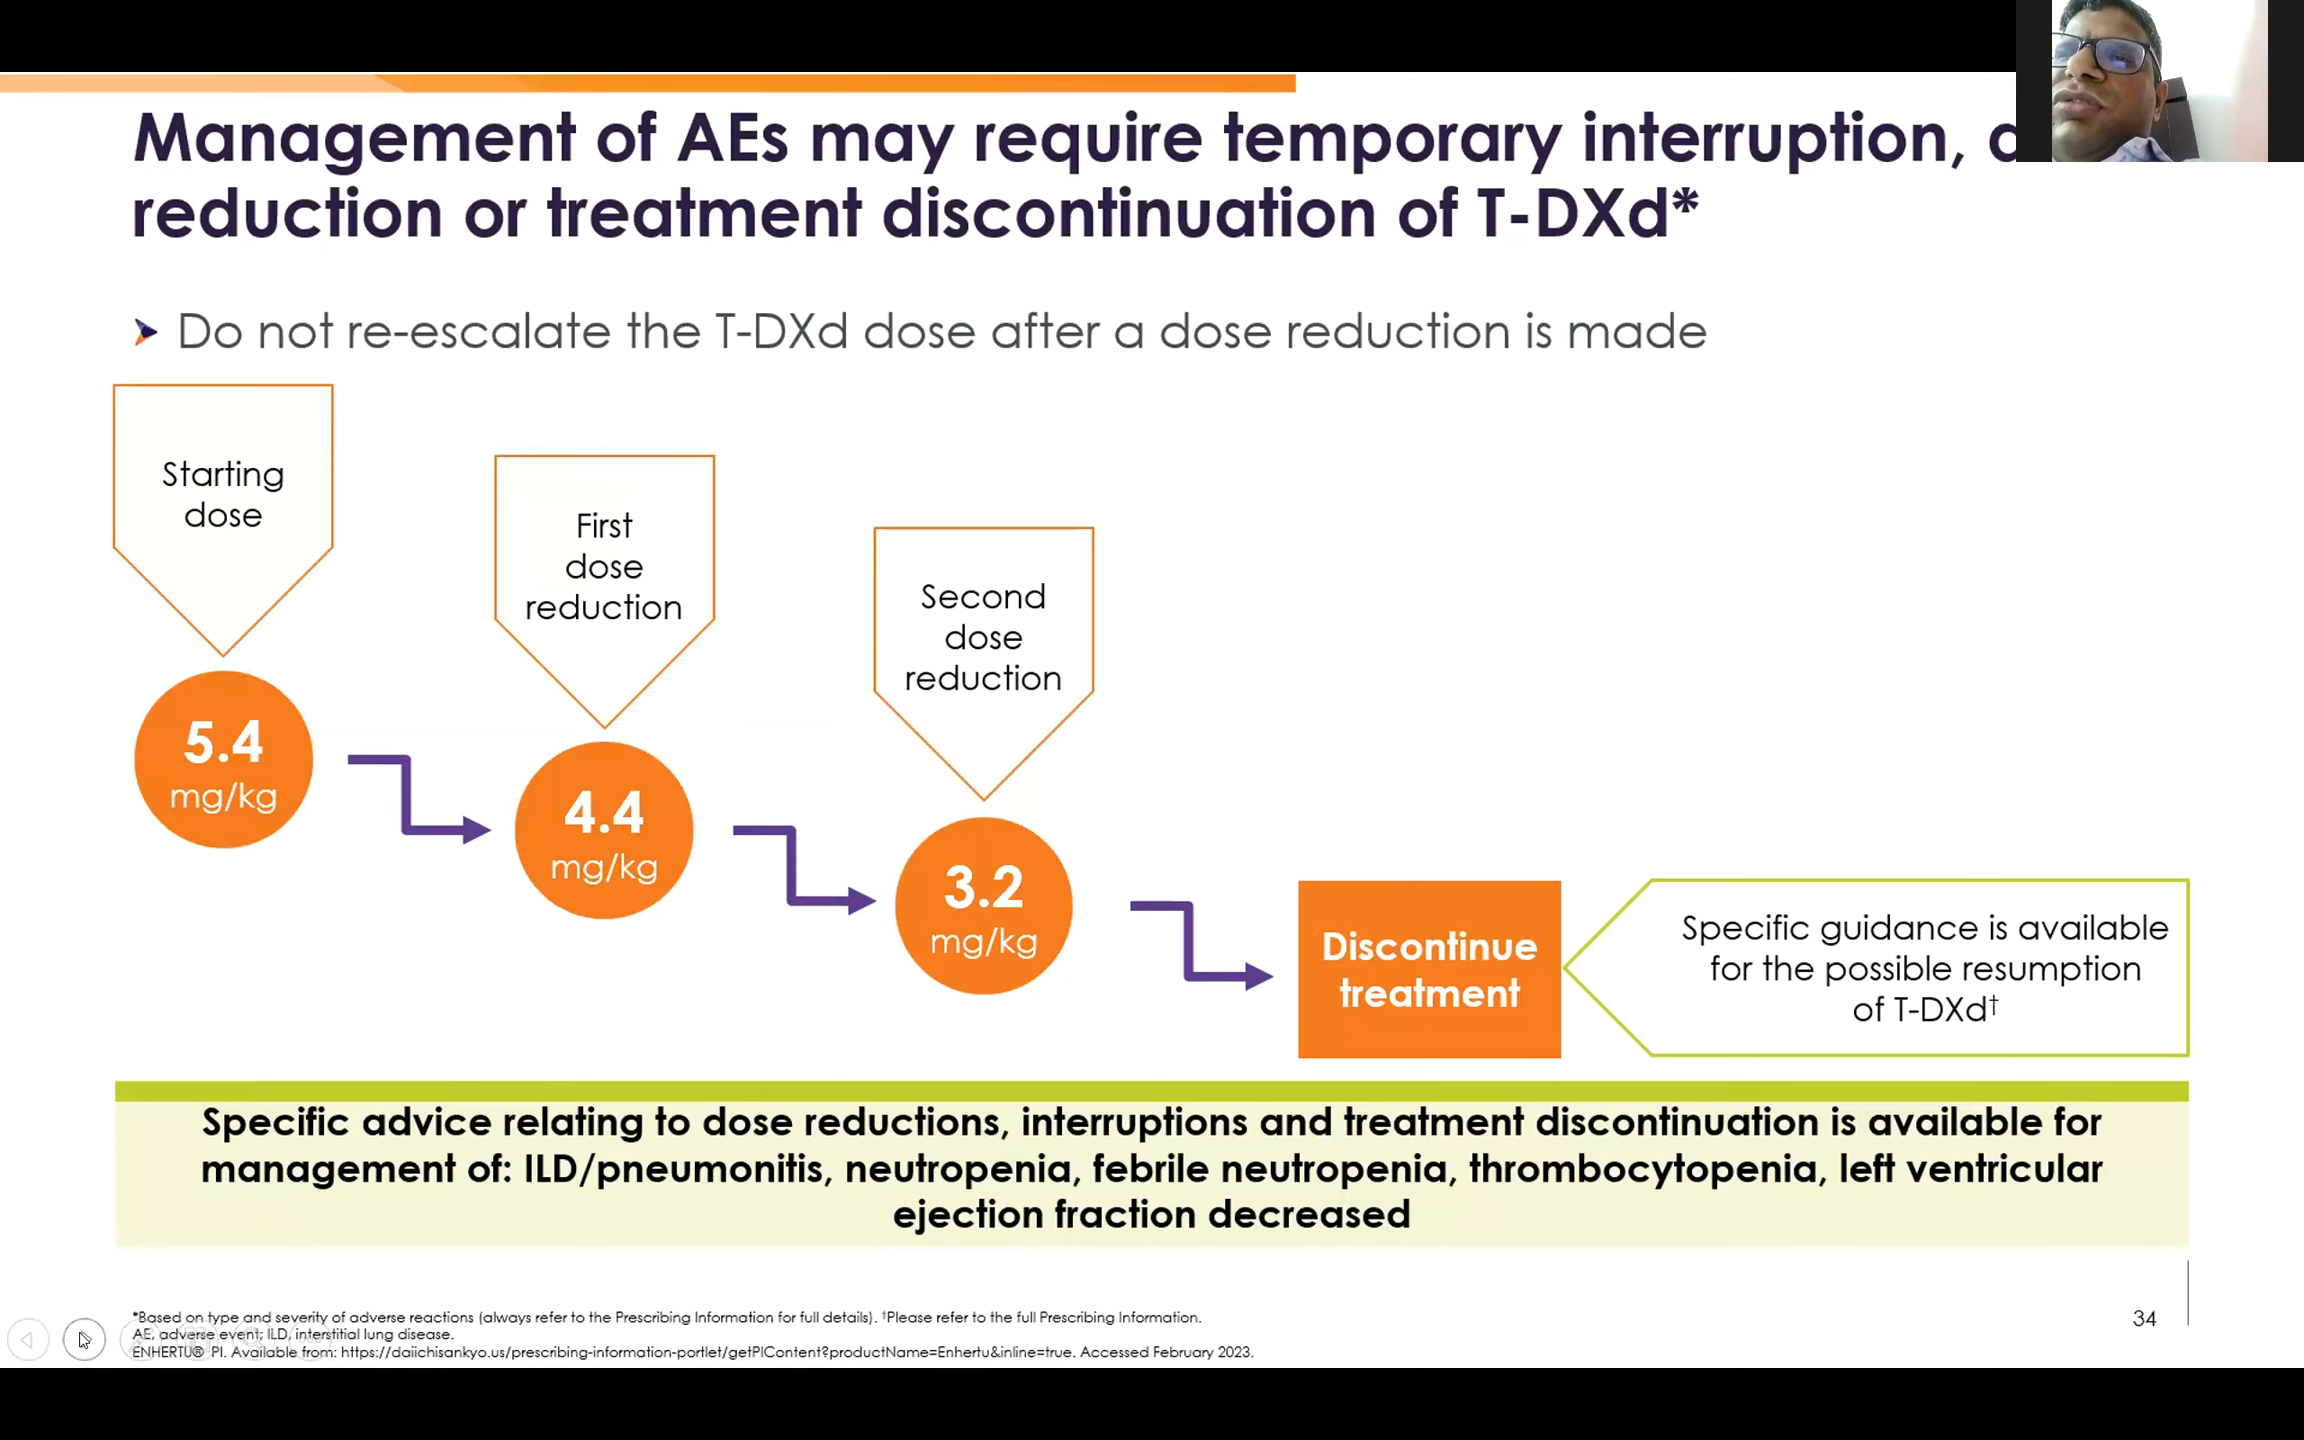 Management of AEs may require temporary interruption,
reduction or treatment discontinuation of T-DXd*
Do not re-escalate the T-DXd dose after a dose reduction is made
Starting
dose
First
dose
reduction
Second
dose
reduction
5.4
mg/kg
4.4
mg/kg
3.2
mg/kg
Discontinue
treatment
Specific guidance is available
for the possible resumption
of T-DXd†
Specific advice relating to dose reductions, interruptions and treatment discontinuation is available for
management of: ILD/pneumonitis, neutropenia, febrile neutropenia, thrombocytopenia, left ventricular
ejection fraction decreased
*Based on type and severity of adverse reactions (always refer to the Prescribing Information for full details). †Please refer to the full Prescribing Information.
AE, adverse event; ILD, interstitial lung disease.
ENHERTU® PI. Available from: https://daiichisankyo.us/prescribing-information-portlet/getPIContent?productName=Enhertu&inline=true. Accessed February 2023.
34